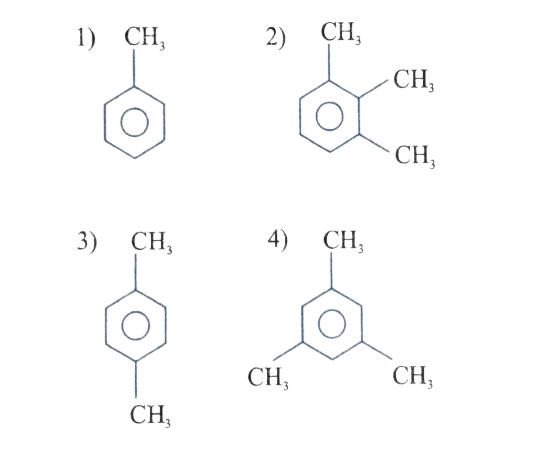 1) CH₃
2) CH₃
CH₃
CH₃
3) CH₃
CH₃
4) CH₃
CH₃ CH₃